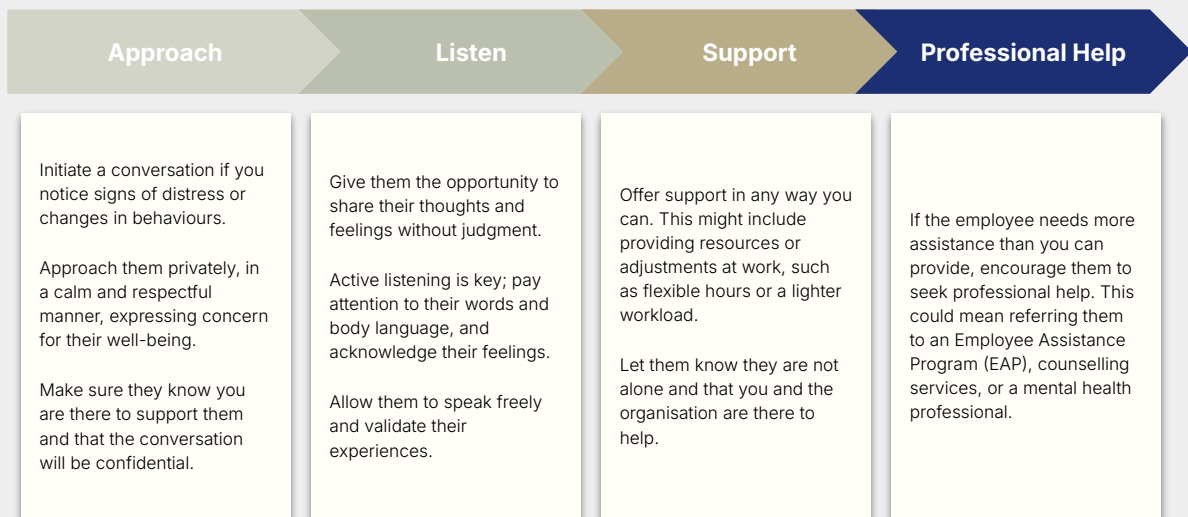 Approach
Listen
Support
Professional Help
Initiate a conversation if you
notice signs of distress or
changes in behaviours.
Approach them privately, in
a calm and respectful
manner, expressing concern
for their well-being.
Make sure they know you
are there to support them
and that the conversation
will be confidential.
Give them the opportunity to
share their thoughts and
feelings without judgment.
Active listening is key; pay
attention to their words and
body language, and
acknowledge their feelings.
Allow them to speak freely
and validate their
experiences.
Offer support in any way you
can. This might include
providing resources or
adjustments at work, such
as flexible hours or a lighter
workload.
Let them know they are not
alone and that you and the
organisation are there to
help.
If the employee needs more
assistance than you can
provide, encourage them to
seek professional help. This
could mean referring them
to an Employee Assistance
Program (EAP), counselling
services, or a mental health
professional.